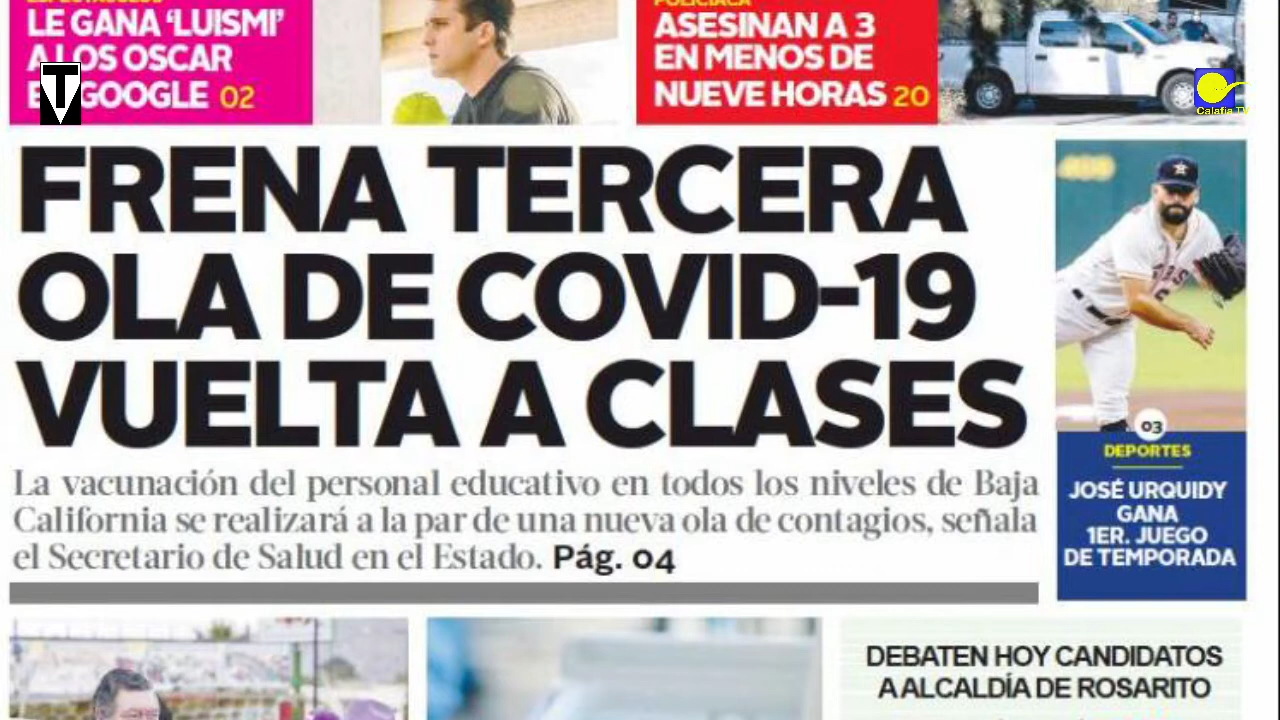 ESPECTÁCULOS
LE GANA 'LUISMI'
A LOS OSCAR
EN GOOGLE 02
T
POLICIACA
ASESINAN A 3
EN MENOS DE
NUEVE HORAS 20
Calafia TV
FRENA TERCERA
OLA DE COVID-19
VUELTA A CLASES
La vacunación del personal educativo en todos los niveles de Baja
California se realizará a la par de una nueva ola de contagios, señala
el Secretario de Salud en el Estado. Pág. 04
03
DEPORTES
JOSÉ URQUIDY
GANA
1ER. JUEGO
DE TEMPORADA
DEBATEN HOY CANDIDATOS
A ALCALDÍA DE ROSARITO